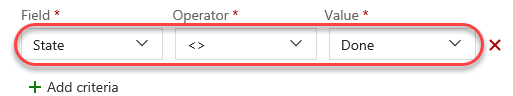 Field * Operator * Value *
State <> Done
+ Add criteria